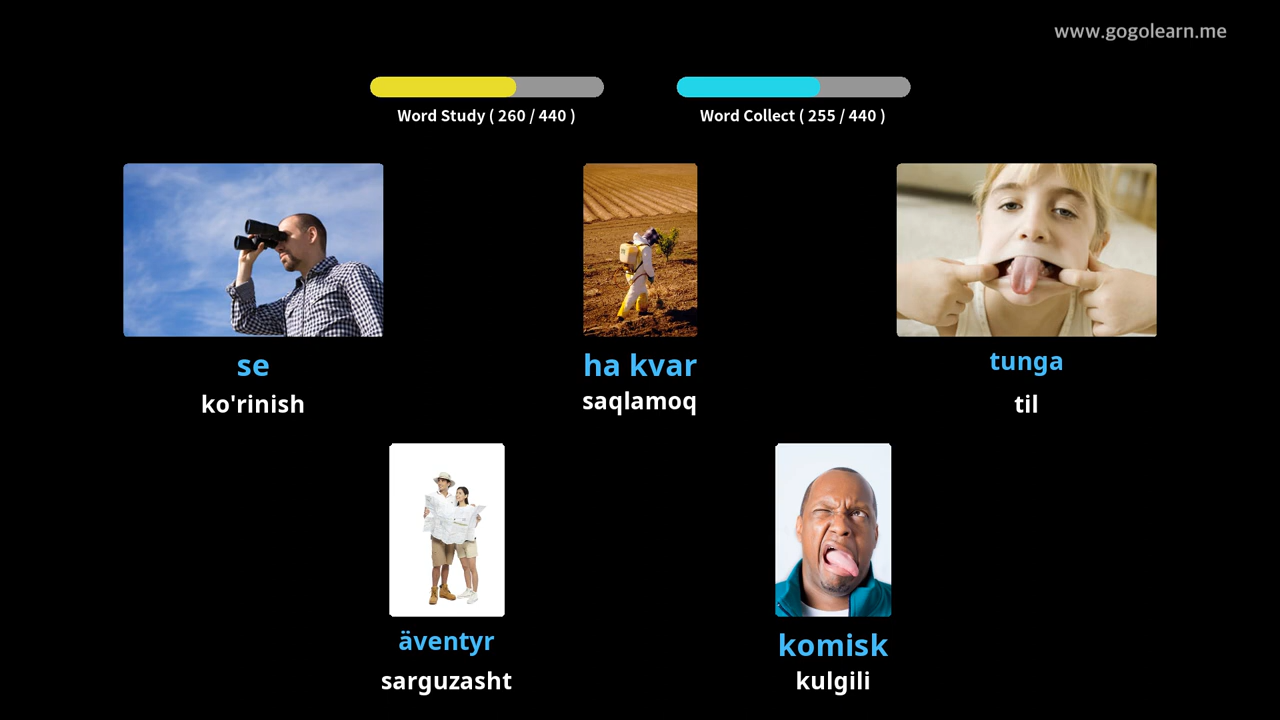 www.gogolearn.me
Word Study ( 260 / 440 )
Word Collect ( 255 / 440 )
se
ha kvar
tunga
ko'rinish
saqlamoq
til
äventyr
komisk
sarguzasht
kulgili